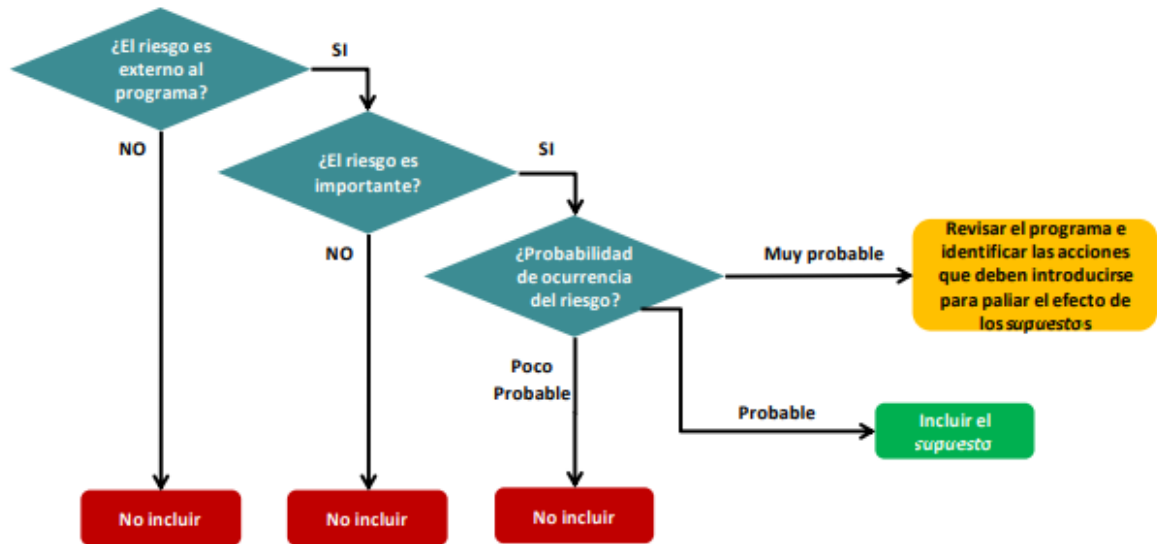 ¿El riesgo es
externo al
programa?
SI
NO
¿El riesgo es
importante?
SI
NO
¿Probabilidad
de ocurrencia
del riesgo?
Muy probable
Revisar el programa e
identificar las acciones
que deben introducirse
para paliar el efecto de
los supuestos
Poco
Probable
Probable
Incluir el
supuesto
No incluir
No incluir
No incluir